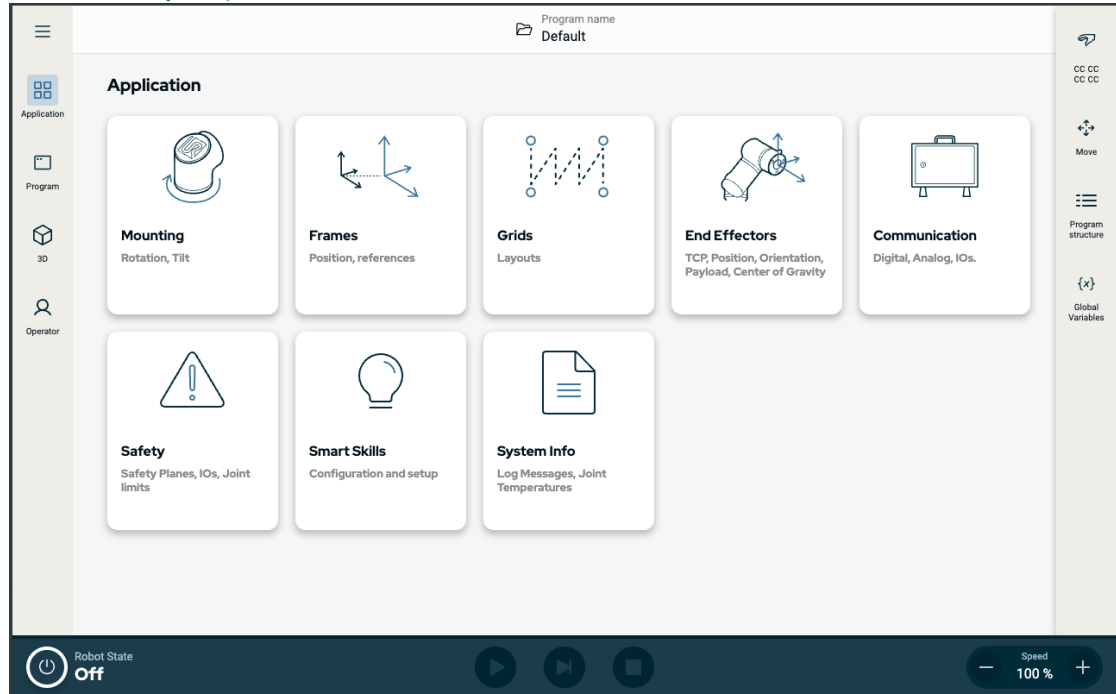 Program name
Default
CC CC
CC CC
Application
Application
Move
Program
Program
structure
Mounting
Rotation, Tilt
Frames
Position, references
Grids
Layouts
End Effectors
TCP, Position, Orientation,
Payload, Center of Gravity
Communication
Digital, Analog, IOs.
3D
{x}
Global
Variables
Operator
Safety
Safety Planes, IOs, Joint
limits
Smart Skills
Configuration and setup
System Info
Log Messages, Joint
Temperatures
Robot State
Off
Speed
100 %